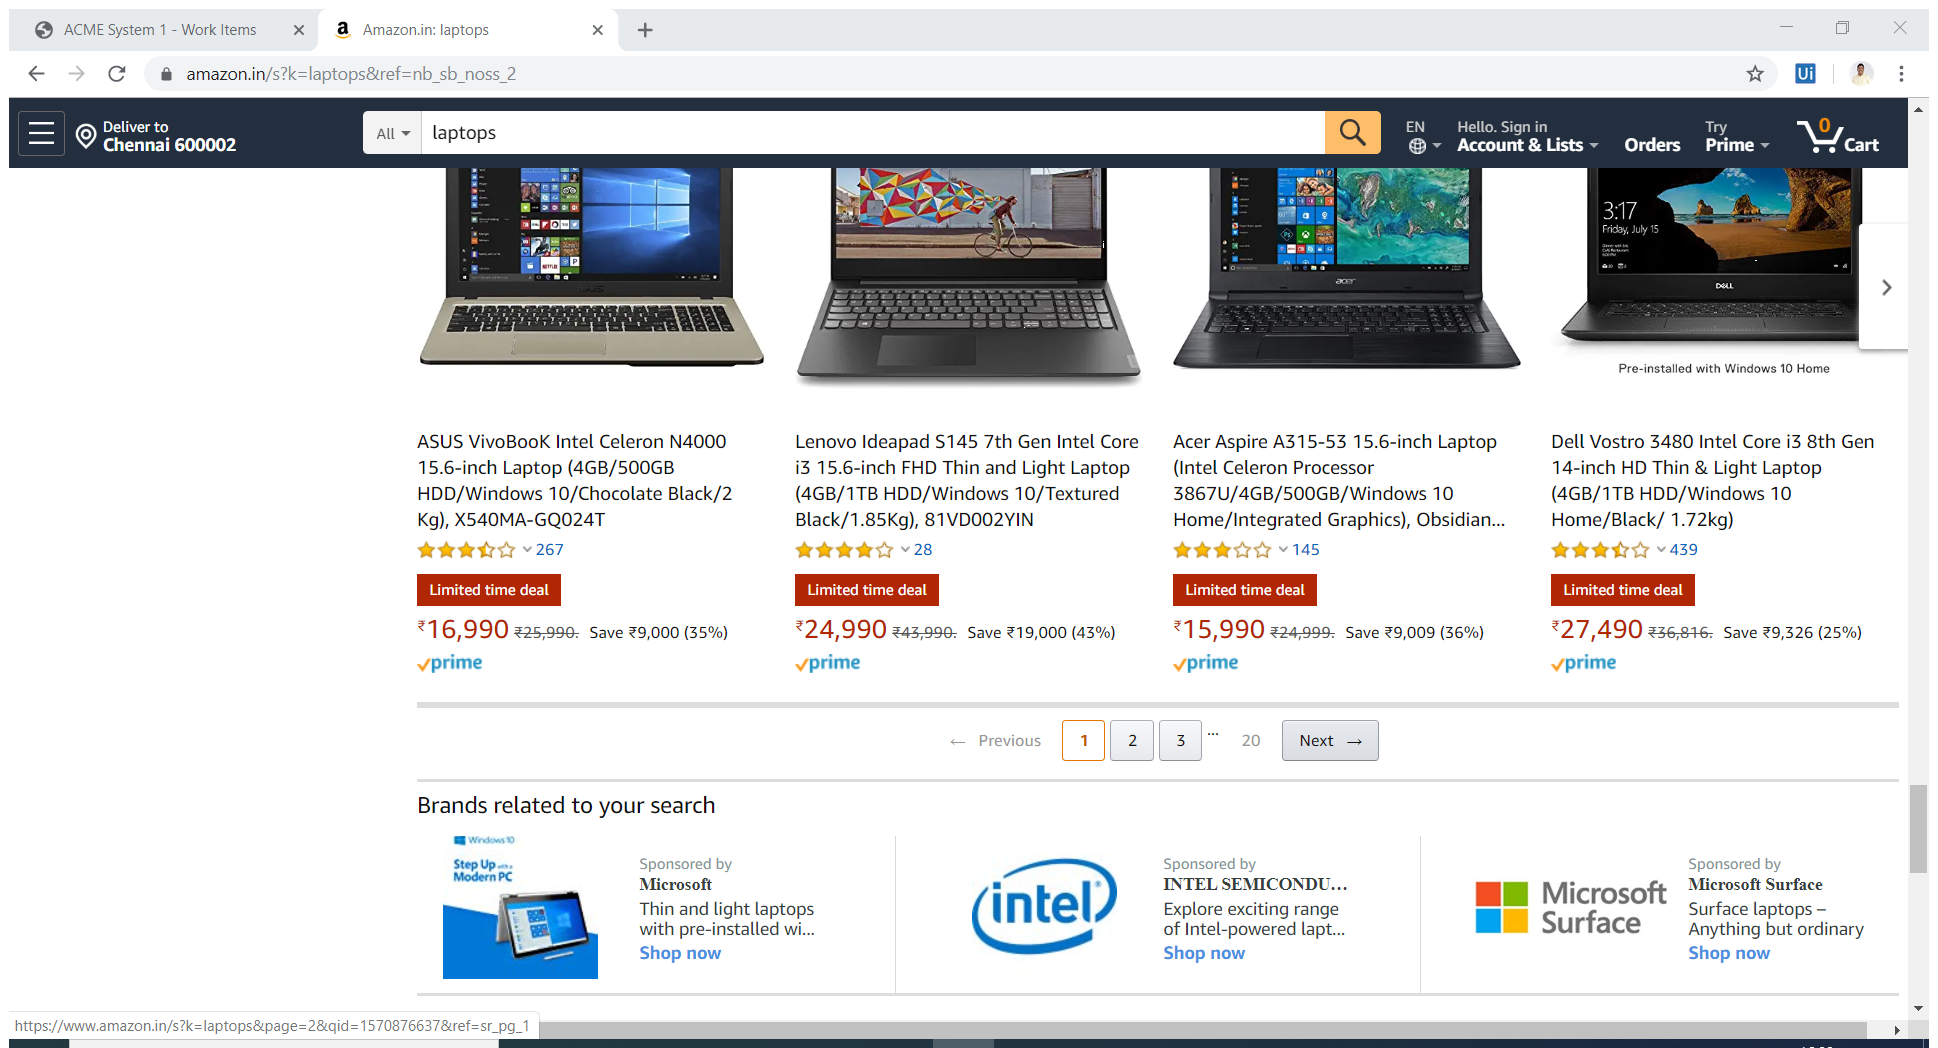 ACME System 1 - Work Items
Amazon.in: laptops
amazon.in/s?k=laptops&ref=nb_sb_noss_2
Ui
Deliver to
Chennai 600002
All
laptops
EN
Hello. Sign in
Account & Lists
Orders
Try
Prime
0
Cart
3:17
Friday, July 15
acer
DELL
Pre-installed with Windows 10 Home
ASUS VivoBooK Intel Celeron N4000
15.6-inch Laptop (4GB/500GB
HDD/Windows 10/Chocolate Black/2
Kg), X540MA-GQ024T
267
Limited time deal
₹16,990 ₹25,990. Save ₹9,000 (35%)
prime
Lenovo Ideapad S145 7th Gen Intel Core
i3 15.6-inch FHD Thin and Light Laptop
(4GB/1TB HDD/Windows 10/Textured
Black/1.85Kg), 81VD002YIN
28
Limited time deal
₹24,990 ₹43,990. Save ₹19,000 (43%)
prime
Acer Aspire A315-53 15.6-inch Laptop
(Intel Celeron Processor
3867U/4GB/500GB/Windows 10
Home/Integrated Graphics), Obsidian...
145
Limited time deal
₹15,990 ₹24,999. Save ₹9,009 (36%)
prime
Dell Vostro 3480 Intel Core i3 8th Gen
14-inch HD Thin & Light Laptop
(4GB/1TB HDD/Windows 10
Home/Black/ 1.72kg)
439
Limited time deal
₹27,490 ₹36,816. Save ₹9,326 (25%)
prime
← Previous 1 2 3 ... 20 Next →
Brands related to your search
Windows 10
Step Up with a
Modern PC
Sponsored by
Microsoft
Thin and light laptops
with pre-installed wi...
Shop now
intel
Sponsored by
INTEL SEMICONDU...
Explore exciting range
of Intel-powered lapt...
Shop now
Microsoft
Surface
Sponsored by
Microsoft Surface
Surface laptops –
Anything but ordinary
Shop now
https://www.amazon.in/s?k=laptops&page=2&qid=1570876637&ref=sr_pg_1